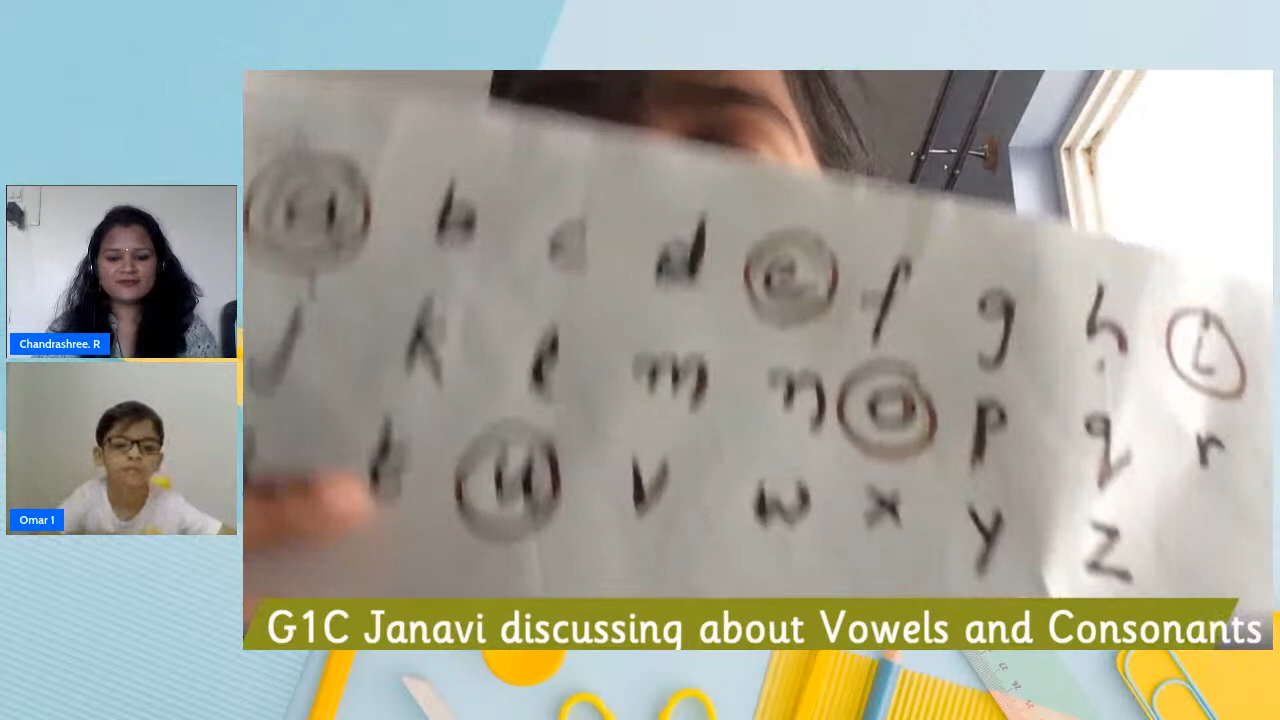 a b c d e f g h i
j k l m n o p q r
t u v w x y z
Chandrashree. R
Omar 1
G1C Janavi discussing about Vowels and Consonants